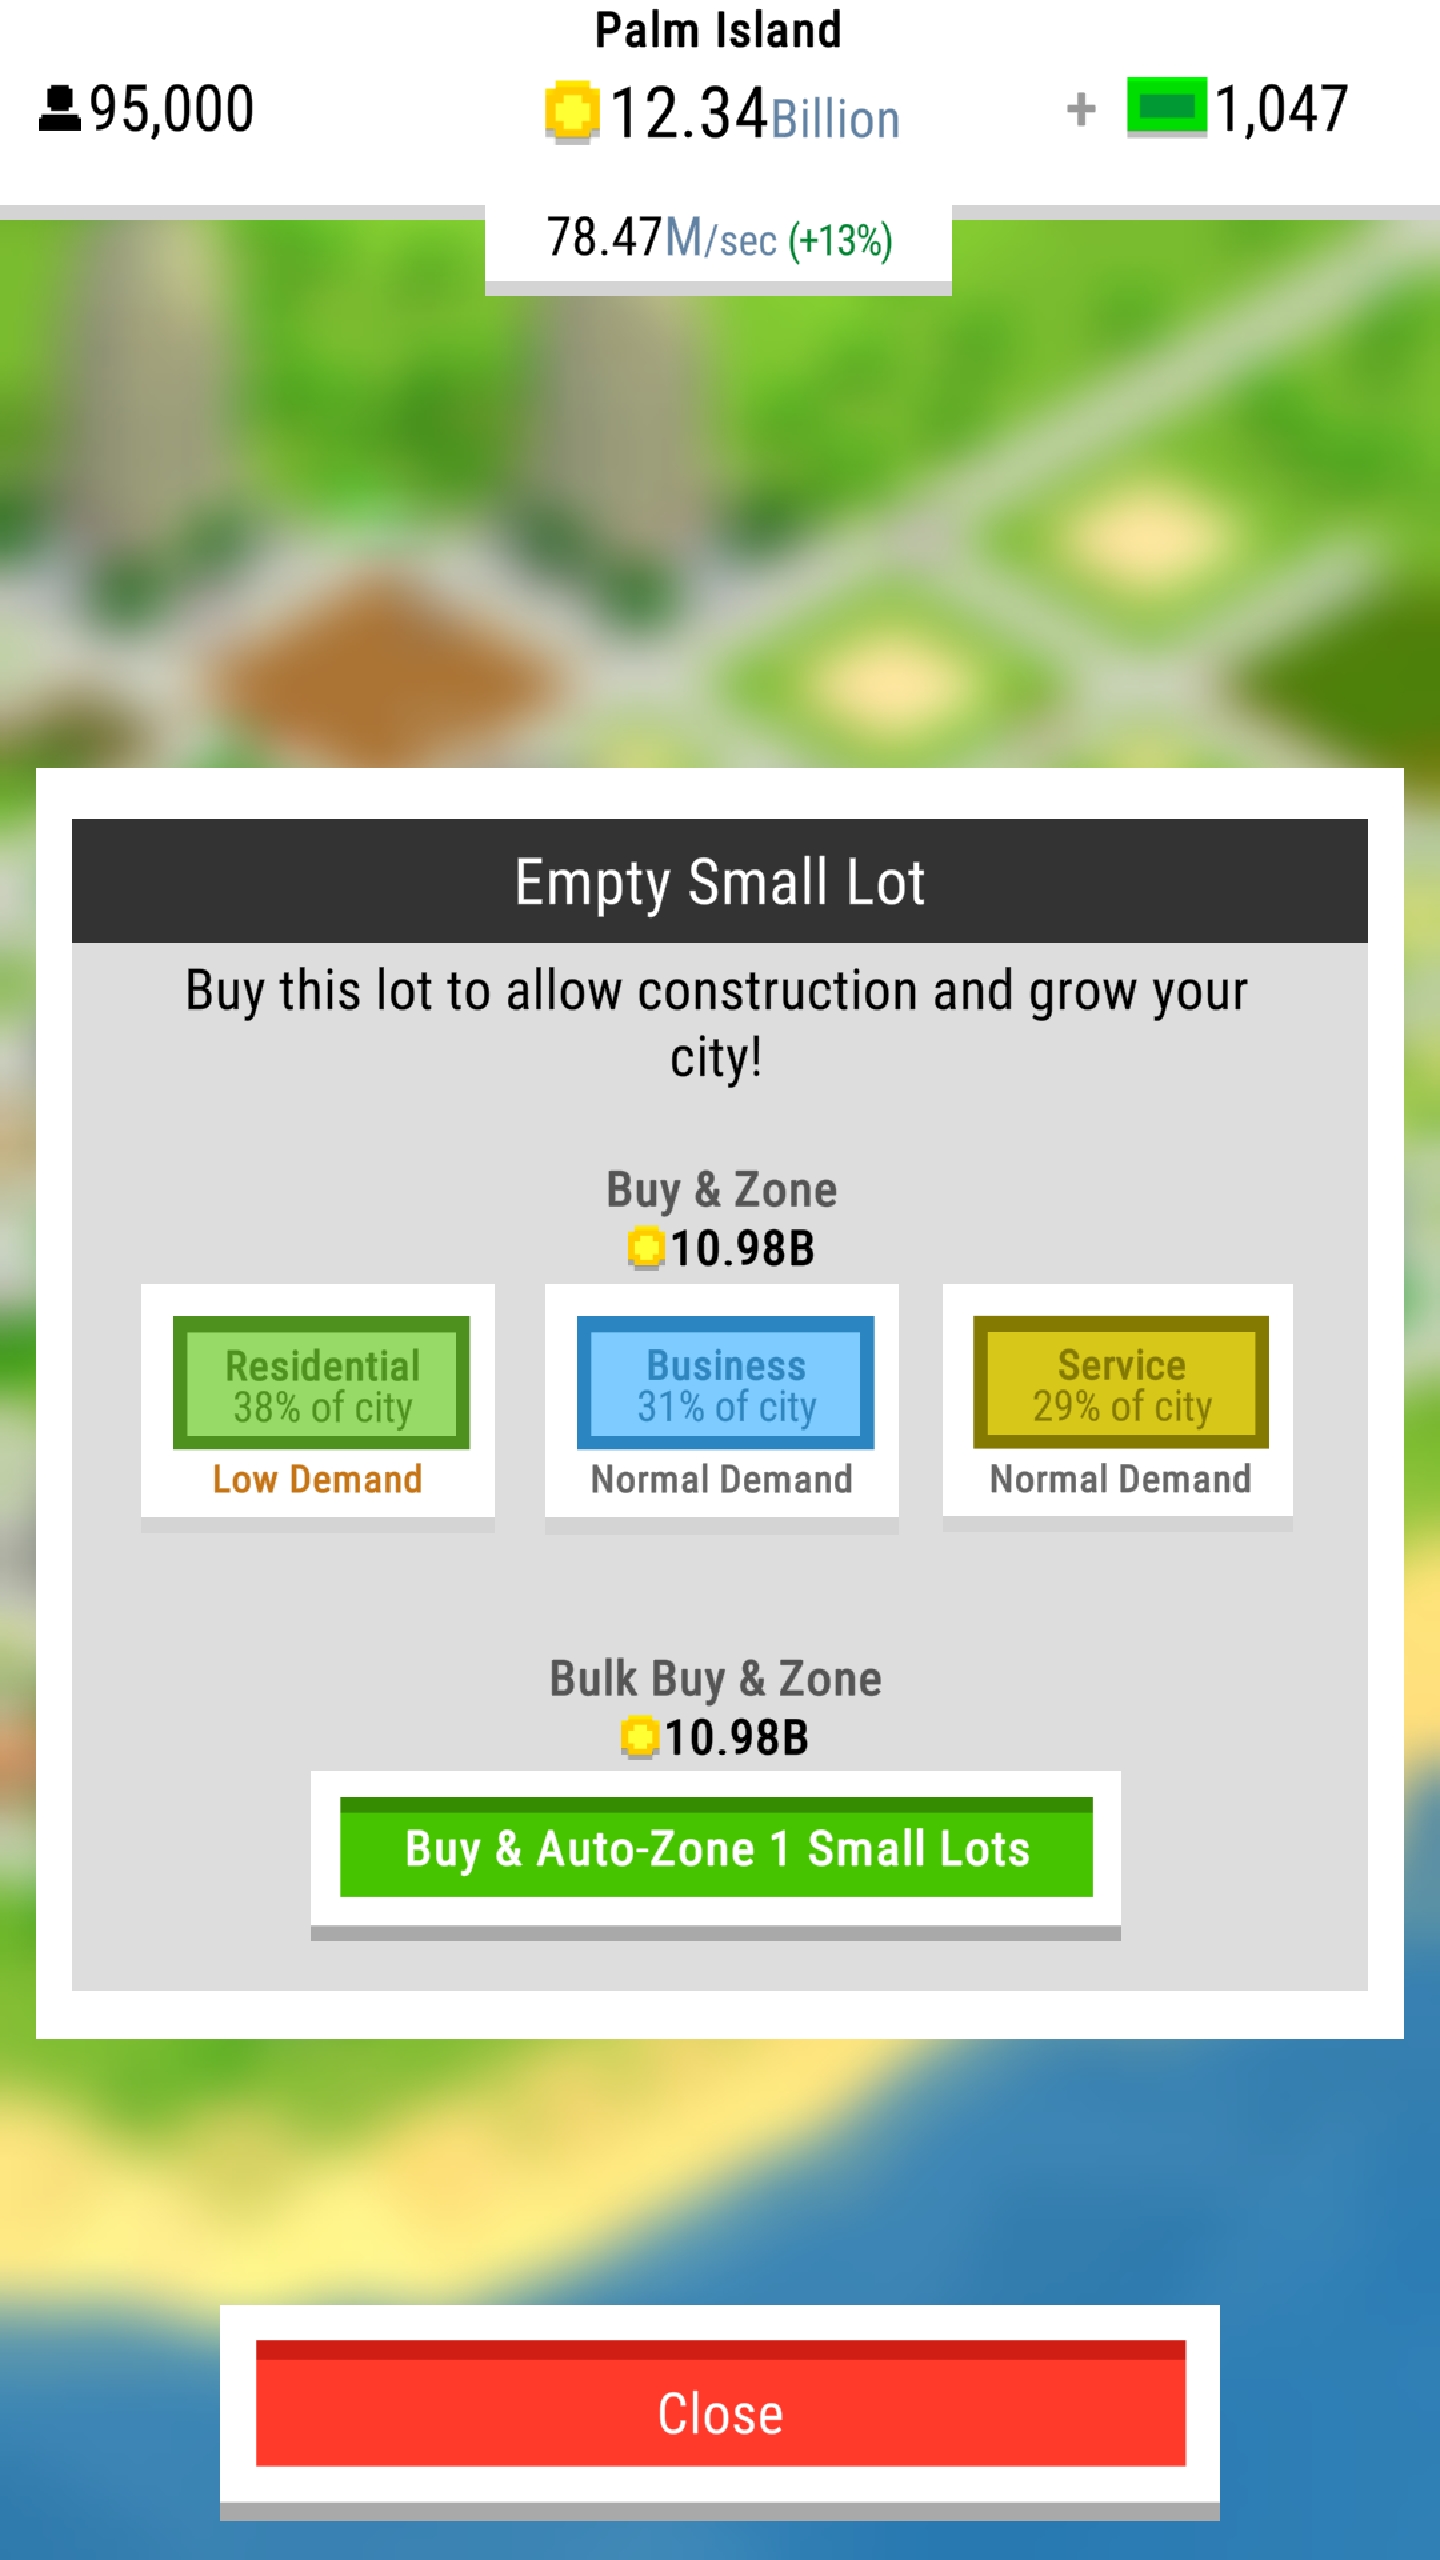 Palm Island
95,000
12.34Billion
+ 1,047
78.47M/sec (+13%)
Empty Small Lot
Buy this lot to allow construction and grow your
city!
Buy & Zone
10.98B
Residential
38% of city
Low Demand
Business
31% of city
Normal Demand
Service
29% of city
Normal Demand
Bulk Buy & Zone
10.98B
Buy & Auto-Zone 1 Small Lots
Close